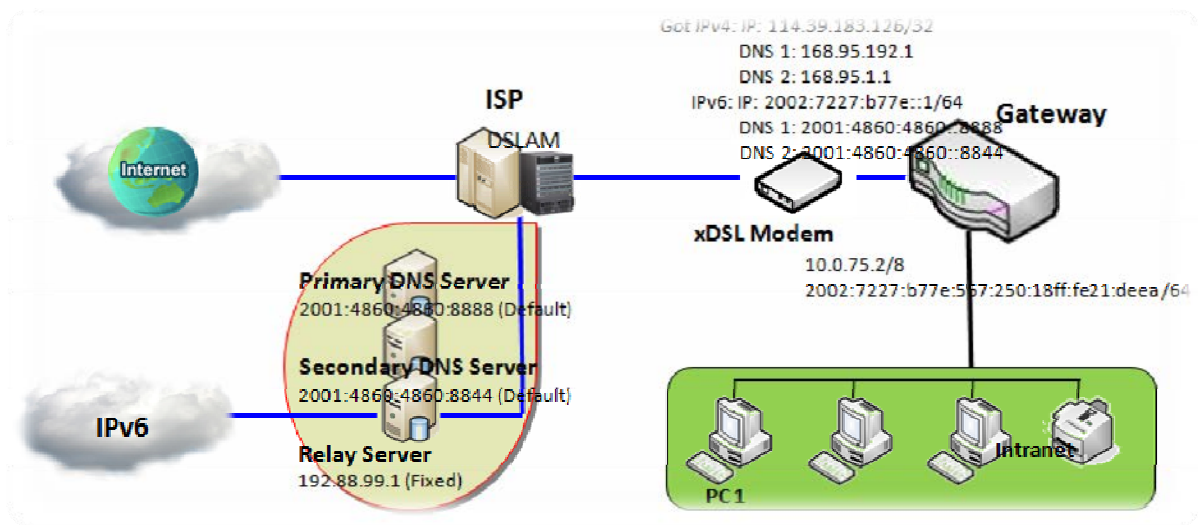 Got IPv4: IP: 114.39.183.126/32
DNS 1: 168.95.192.1
DNS 2: 168.95.1.1
IPv6: IP: 2002:7227:b77e::1/64
DNS 1: 2001:4860:4860::8888
DNS 2: 2001:4860:4860::8844
Gateway
ISP
DSLAM
Internet
xDSL Modem
10.0.75.2/8
2002:7227:b77e:567:250:18ff:fe21:deea/64
Primary DNS Server
2001:4860:4860:8888 (Default)
Secondary DNS Server
2001:4860:4860:8844 (Default)
IPv6
Relay Server
192.88.99.1 (Fixed)
Intranet
PC1